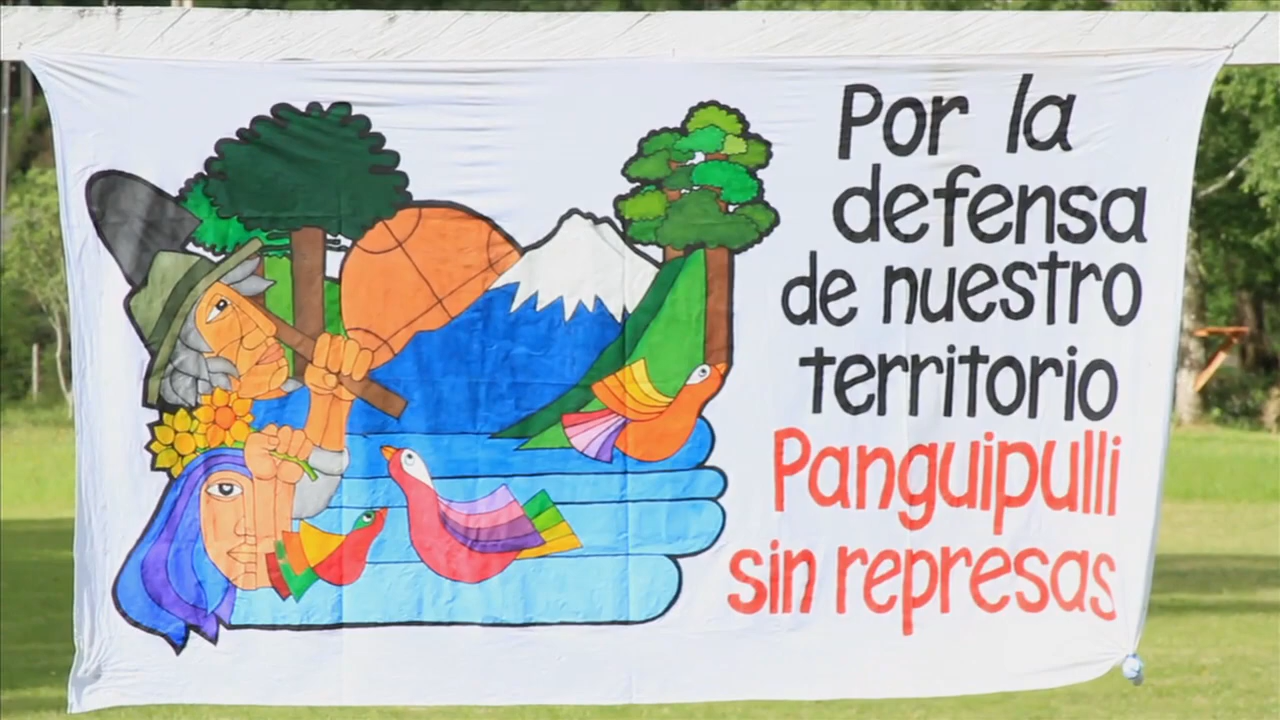 Por la
defensa
de nuestro
territorio
Panguipulli
sin represas